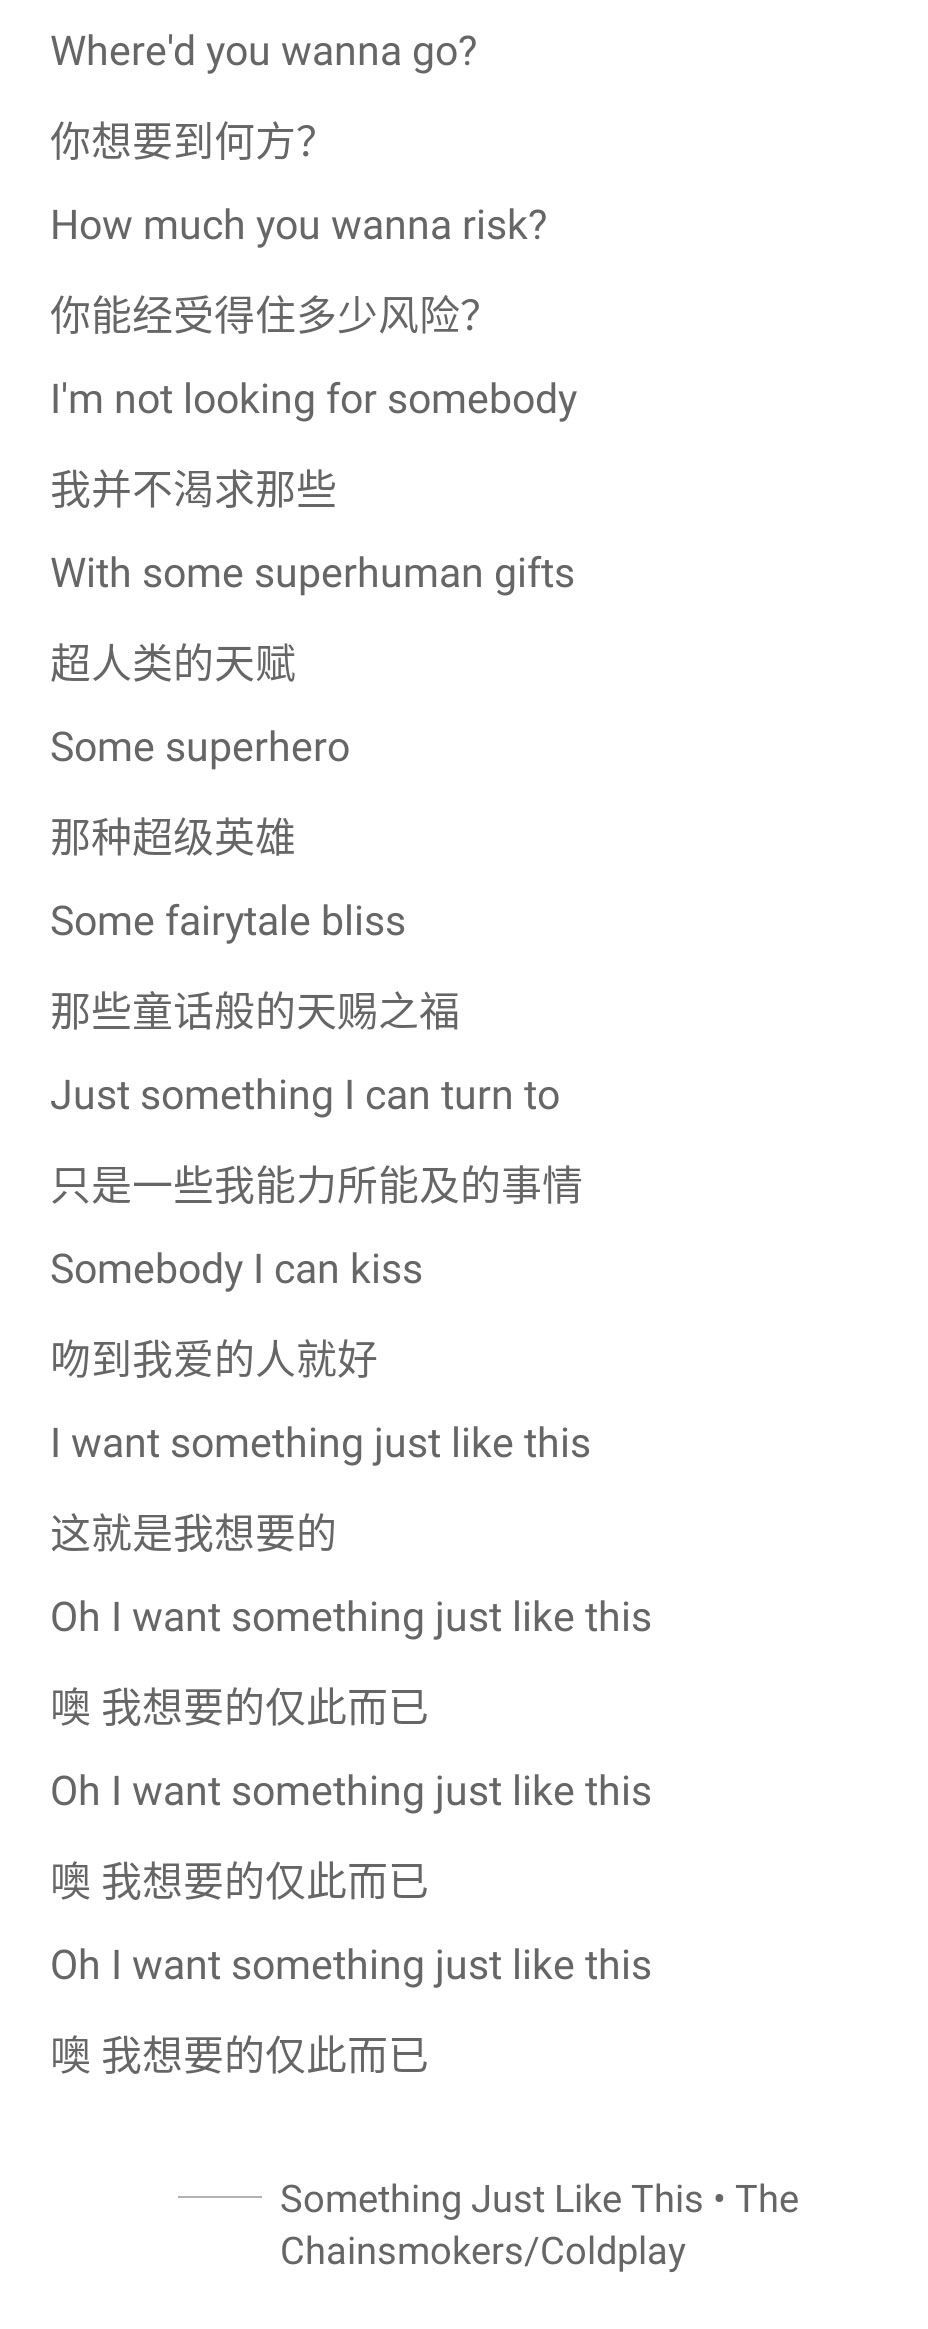 Where'd you wanna go?
你想要到何方？
How much you wanna risk?
你能经受得住多少风险？
I'm not looking for somebody
我并不渴求那些
With some superhuman gifts
超人类的天赋
Some superhero
那种超级英雄
Some fairytale bliss
那些童话般的天赐之福
Just something I can turn to
只是一些我能力所能及的事情
Somebody I can kiss
吻到我爱的人就好
I want something just like this
这就是我想要的
Oh I want something just like this
噢 我想要的仅此而已
Oh I want something just like this
噢 我想要的仅此而已
Oh I want something just like this
噢 我想要的仅此而已
Something Just Like This • The
Chainsmokers/Coldplay